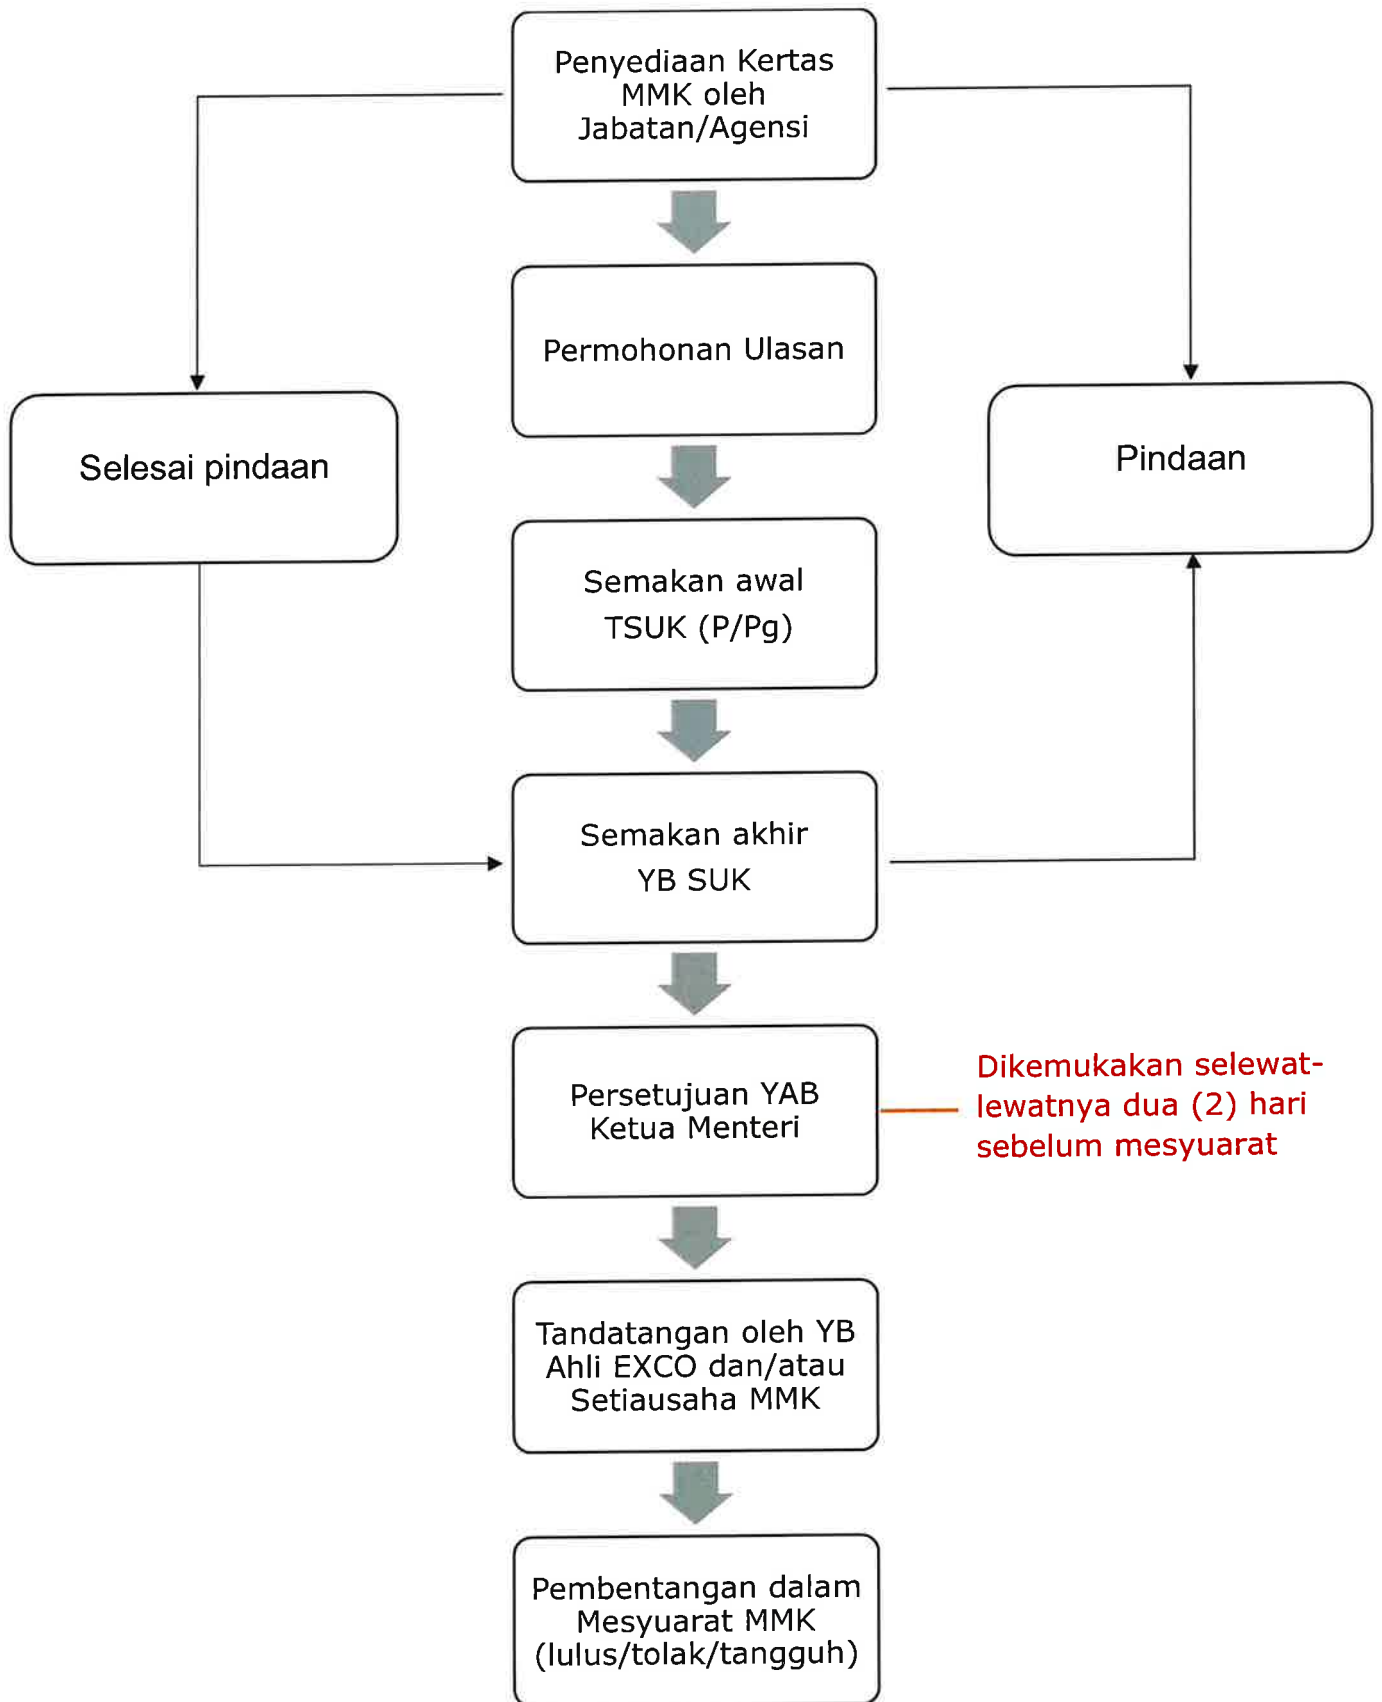 Penyediaan Kertas
MMK oleh
Jabatan/Agensi
Permohonan Ulasan
Selesai pindaan
Pindaan
Semakan awal
TSUK (P/Pg)
Semakan akhir
YB SUK
Persetujuan YAB
Ketua Menteri
Dikemukakan selewat-
lewatnya dua (2) hari
sebelum mesyuarat
Tandatangan oleh YB
Ahli EXCO dan/atau
Setiausaha MMK
Pembentangan dalam
Mesyuarat MMK
(lulus/tolak/tangguh)